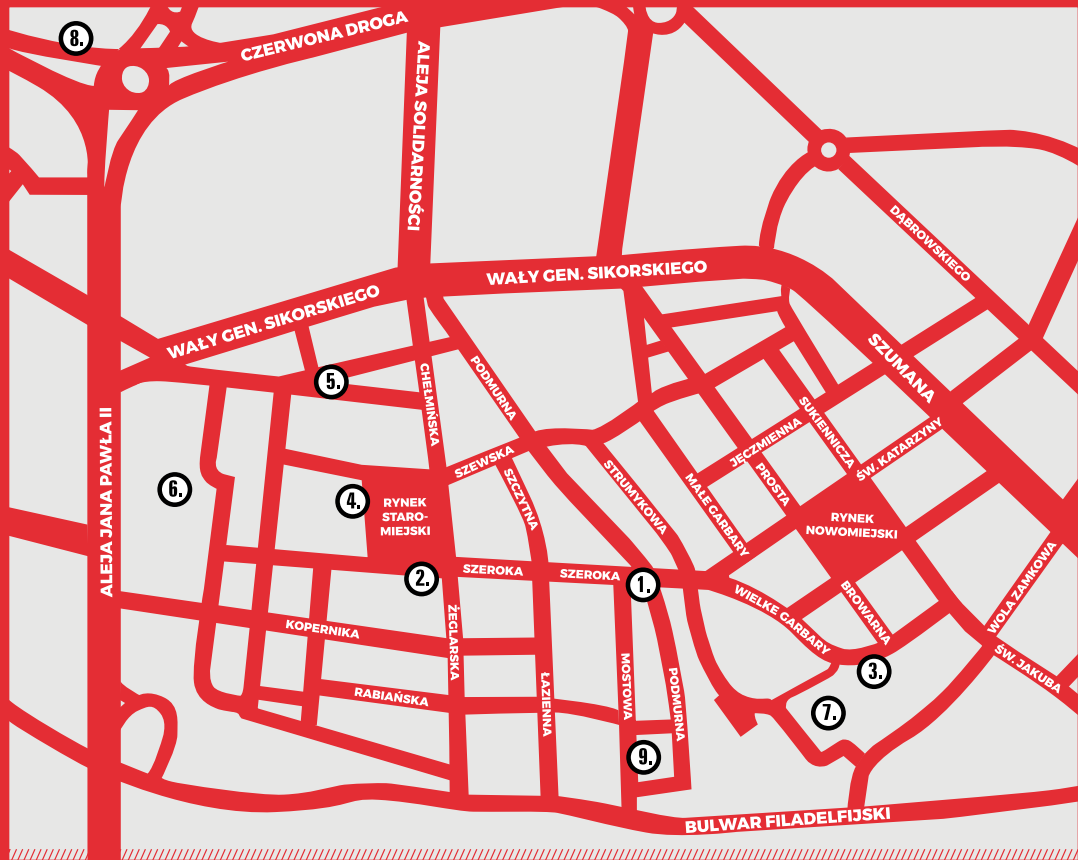 8.
CZERWONA DROGA
ALEJA SOLIDARNOŚCI
DĄBROWSKIEGO
WAŁY GEN. SIKORSKIEGO
WAŁY GEN. SIKORSKIEGO
SZUMANA
5.
CHEŁMIŃSKA
PODMURNA
SUKIENNICZA
JĘCZMIENNA
ŚW. KATARZYNY
SZEWSKA
ALEJA JANA PAWŁA II
6.
4.
RYNEK
STARO-
MIEJSKI
SZCZYTNA
STRUMYKOWA
MAŁE GARBARY
PROSTA
RYNEK
NOWOMIEJSKI
2.
SZEROKA
SZEROKA
1.
WIELKE GARBARY
BROWARNA
WOLA ZAMKOWA
KOPERNIKA
ŻEGLARSKA
3.
ŚW. JAKUBA
RABIAŃSKA
ŁAZIENNA
MOSTOWA
PODMURNA
7.
9.
BULWAR FILADELFIJSKI